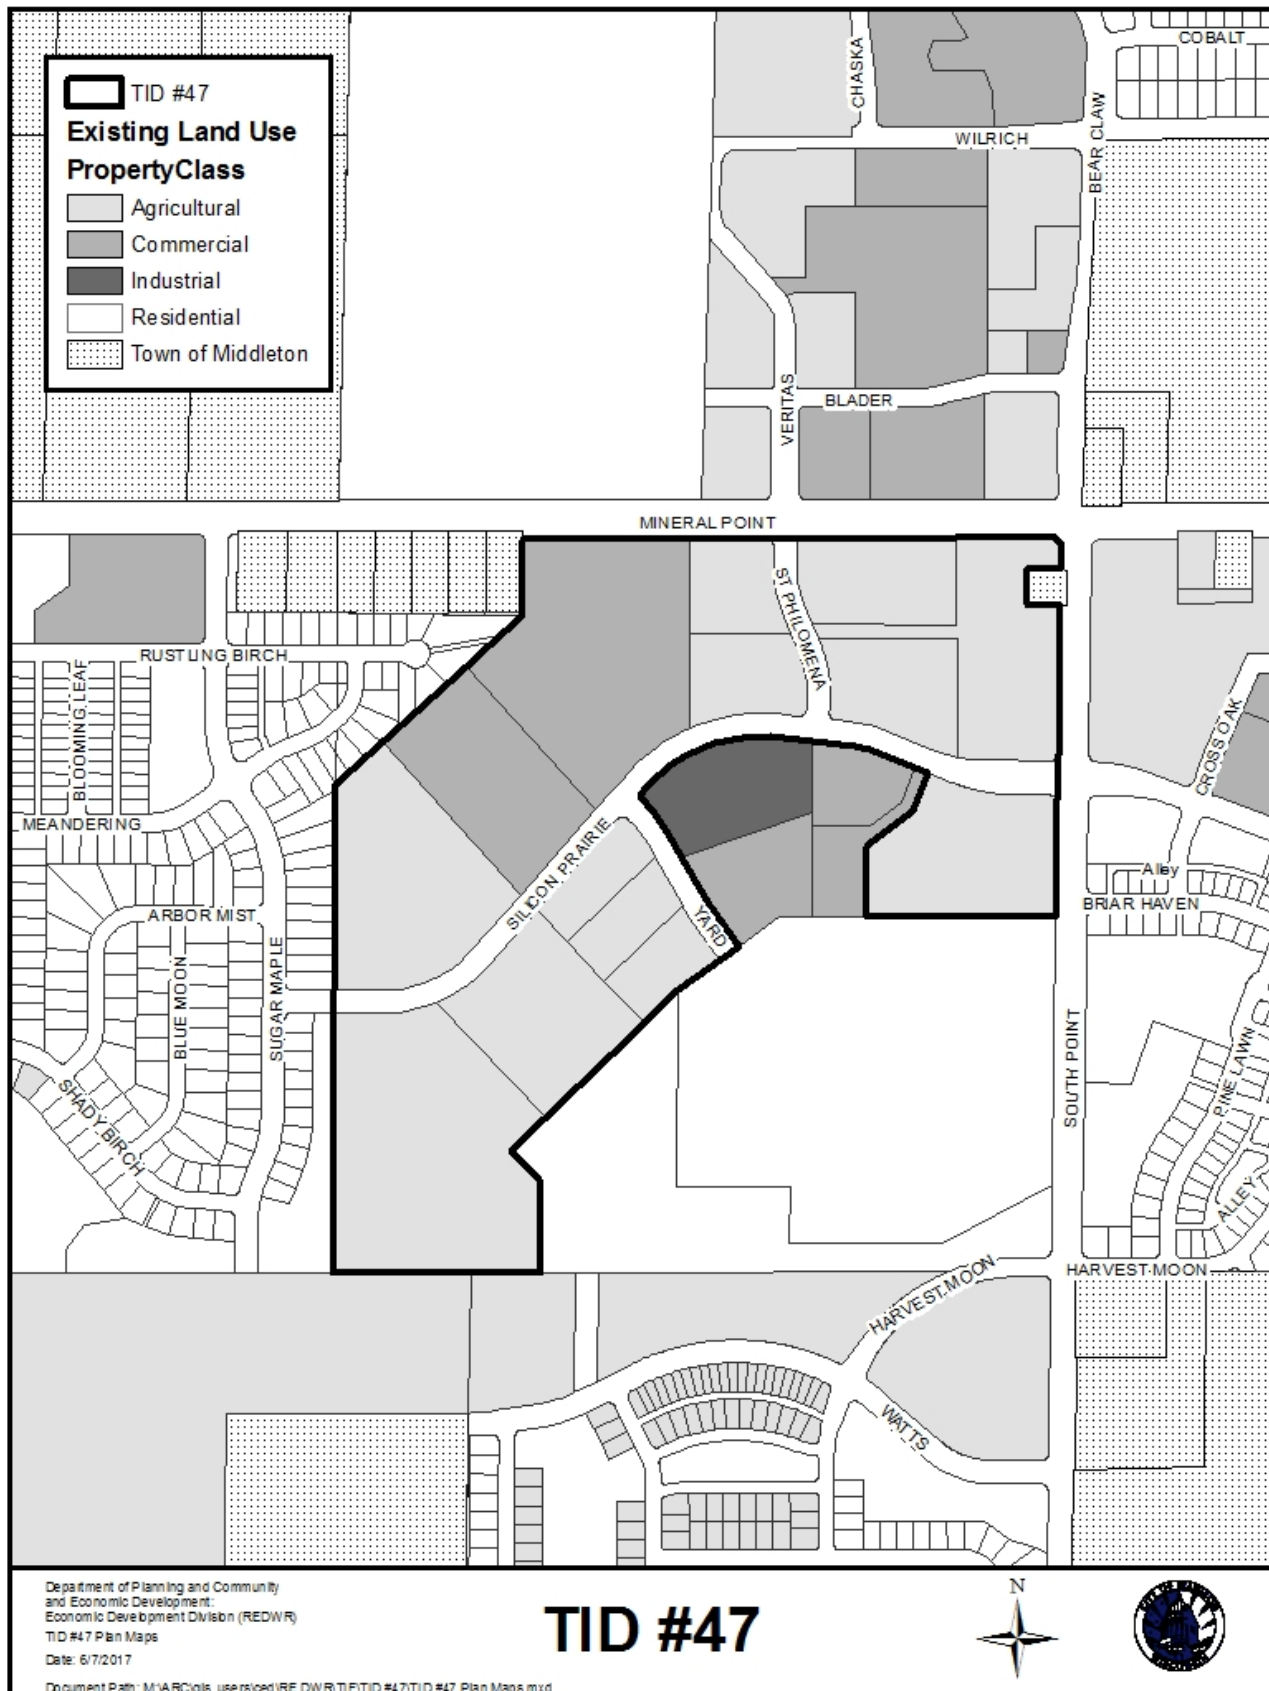 TID #47
Existing Land Use
PropertyClass
Agricultural
Commercial
Industrial
Residential
Town of Middleton
CHASKA
COBALT
WILRICH
BEAR CLAW
VERITAS
BLADER
MINERAL POINT
ST PHILOMENA
RUSTLING BIRCH
BLOOMING LEAF
CROSS OAK
MEANDERING
SILICON PRAIRIE
YARD
Alley
BRIAR HAVEN
ARBOR MIST
BLUE MOON
SUGAR MAPLE
SOUTH POINT
PINE LAWN
SHADY BIRCH
ALLEY
HARVEST MOON
HARVEST MOON
WATTS
Department of Planning and Community
and Economic Development:
Economic Development Division (REDWR)
TID #47 Plan Maps
Date: 6/7/2017
TID #47
N